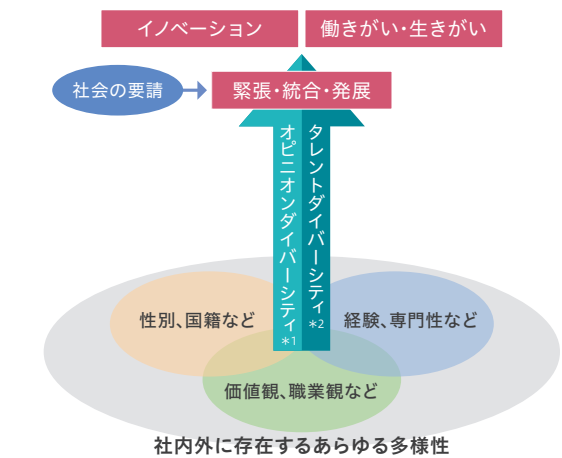 イノベーション
働きがい・生きがい
社会の要請
緊張・統合・発展
オピニオンダイバーシティ*1
タレントダイバーシティ*2
性別、国籍など
経験、専門性など
価値観、職業観など
社内外に存在するあらゆる多様性